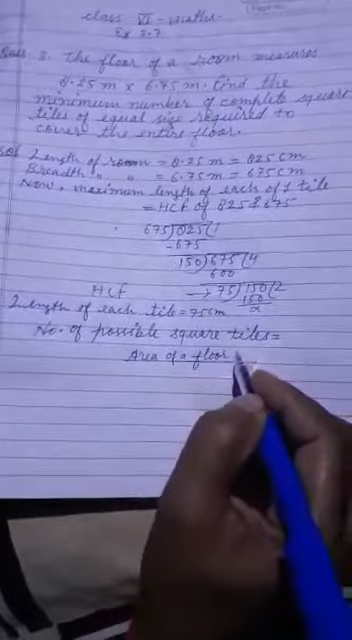 class VI - maths.
Ex 3.7
Ques. 3. The floor of a room measures
8.25 m x 6.75 m. Find the
minimum number of complete square
tiles of equal size required to
cover the entire floor.
Sol Length of room = 8.25 m = 825 cm
Breadth " " = 6.75 m = 675 cm
Now, maximum length of each of 1 tile
= HCF of 825 & 675
675)825(1
-675
150)675(4
600
HCF → 75)150(2
150
Length of each tile = 75 cm
No. of possible square tiles =
Area of a floor